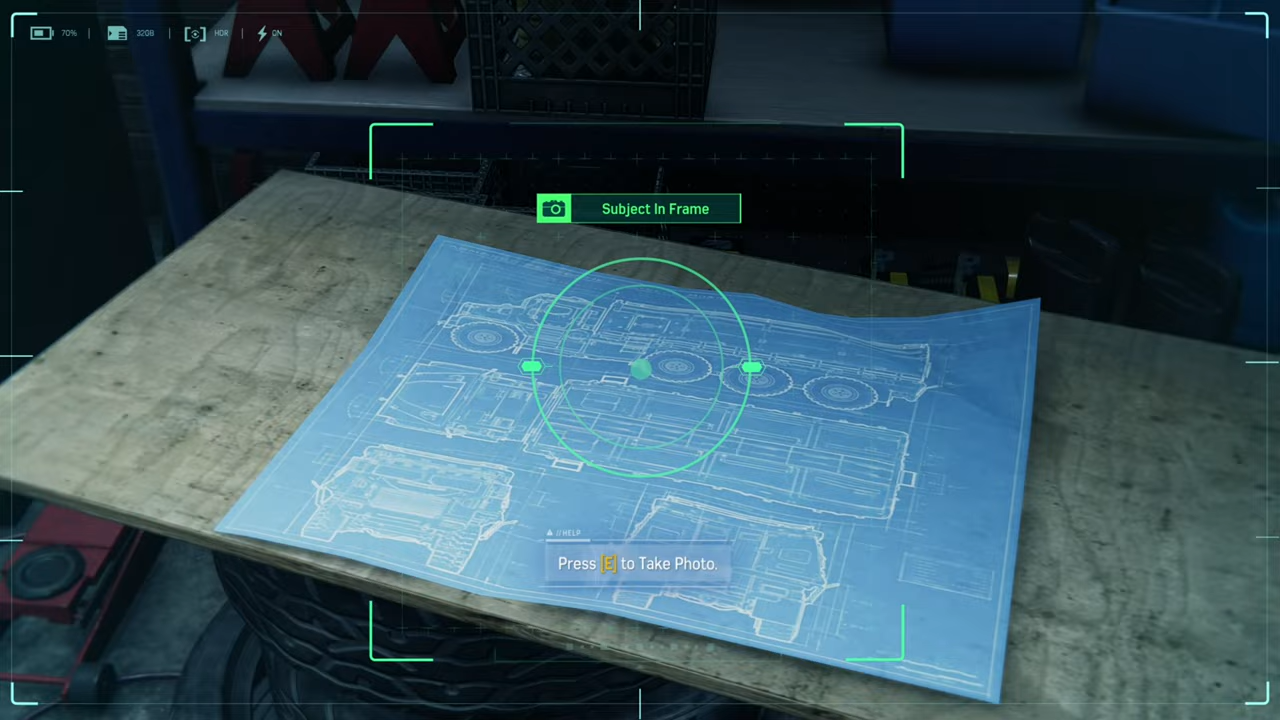 70%
32GB
HDR
ON
Subject In Frame
// HELP
Press [E] to Take Photo.